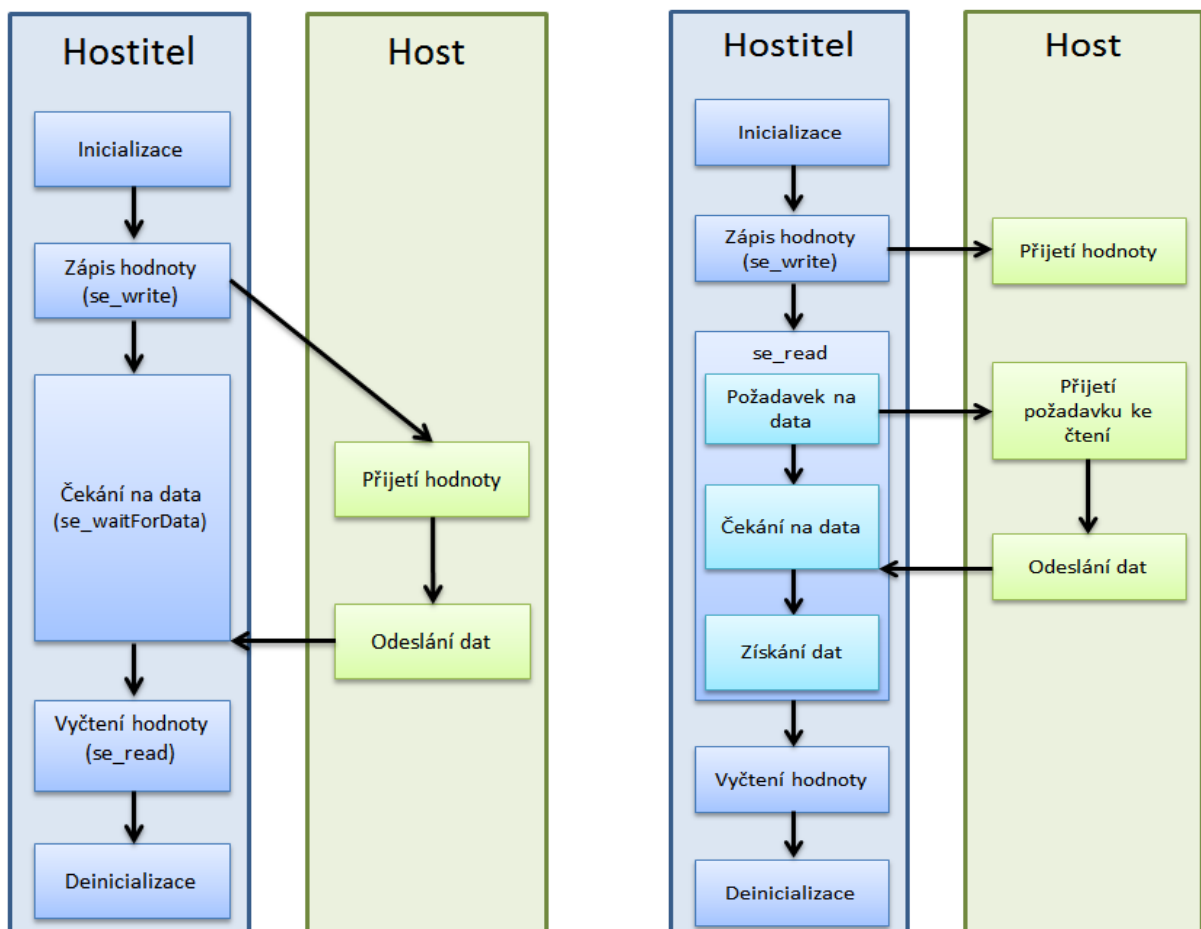 Hostitel
Inicializace
Zápis hodnoty
(se_write)
Čekání na data
(se_waitForData)
Vyčtení hodnoty
(se_read)
Deinicializace
Host
Přijetí hodnoty
Odeslání dat
Hostitel
Inicializace
Zápis hodnoty
(se_write)
se_read
Požadavek na
data
Čekání na data
Získání dat
Vyčtení hodnoty
Deinicializace
Host
Přijetí hodnoty
Přijetí
požadavku ke
čtení
Odeslání dat